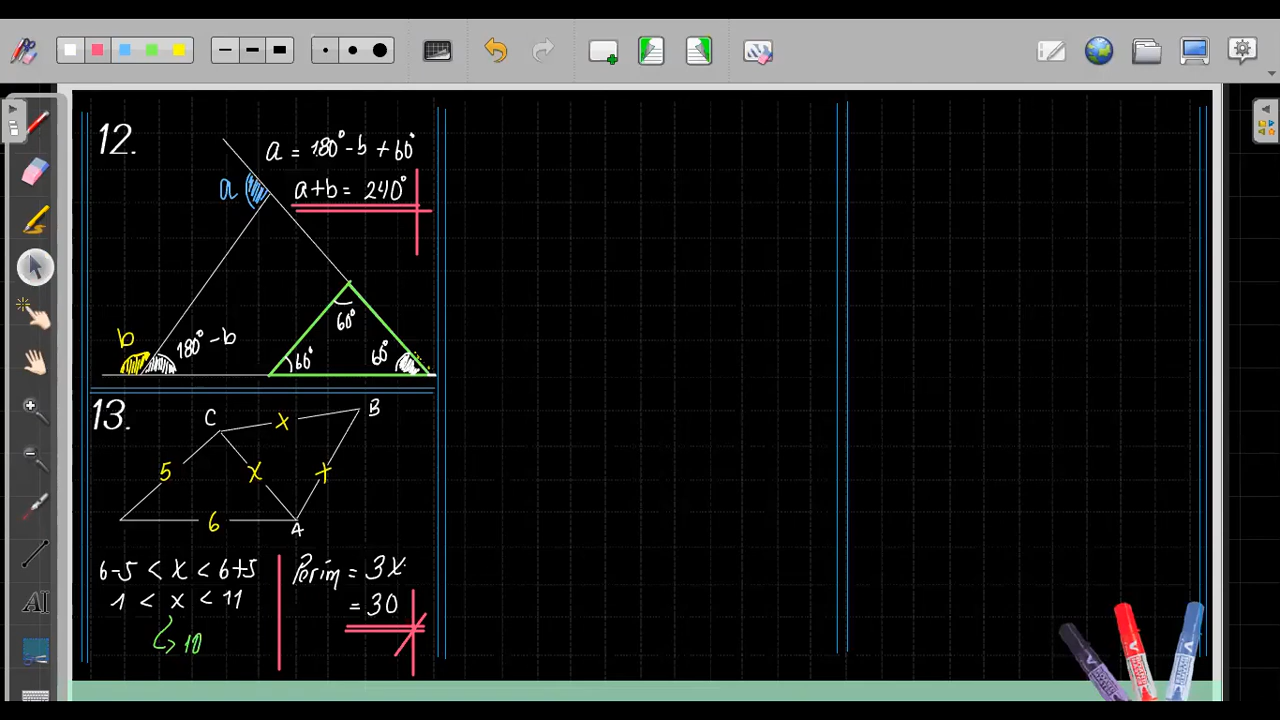 12.
a = 180° - b + 60°
a+b = 240°
a
b
180° - b
60°
60°
60°
13.
C
x
B
5
x
x
6
A
6-5 < x < 6+5
1 < x < 11
10
Perim = 3x
= 30